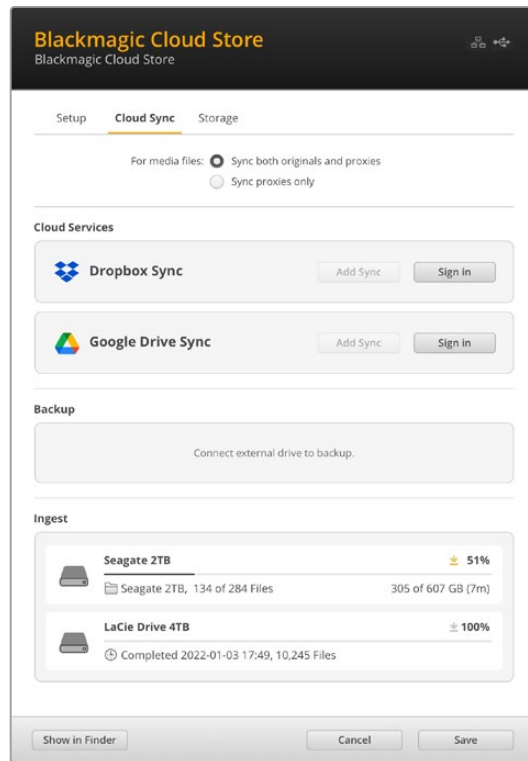 Blackmagic Cloud Store
Blackmagic Cloud Store
Setup Cloud Sync Storage
For media files: Sync both originals and proxies
Sync proxies only
Cloud Services
Dropbox Sync Add Sync Sign in
Google Drive Sync Add Sync Sign in
Backup
Connect external drive to backup.
Ingest
Seagate 2TB 51%
Seagate 2TB, 134 of 284 Files 305 of 607 GB (7m)
LaCie Drive 4TB 100%
Completed 2022-01-03 17:49, 10,245 Files
Show in Finder Cancel Save